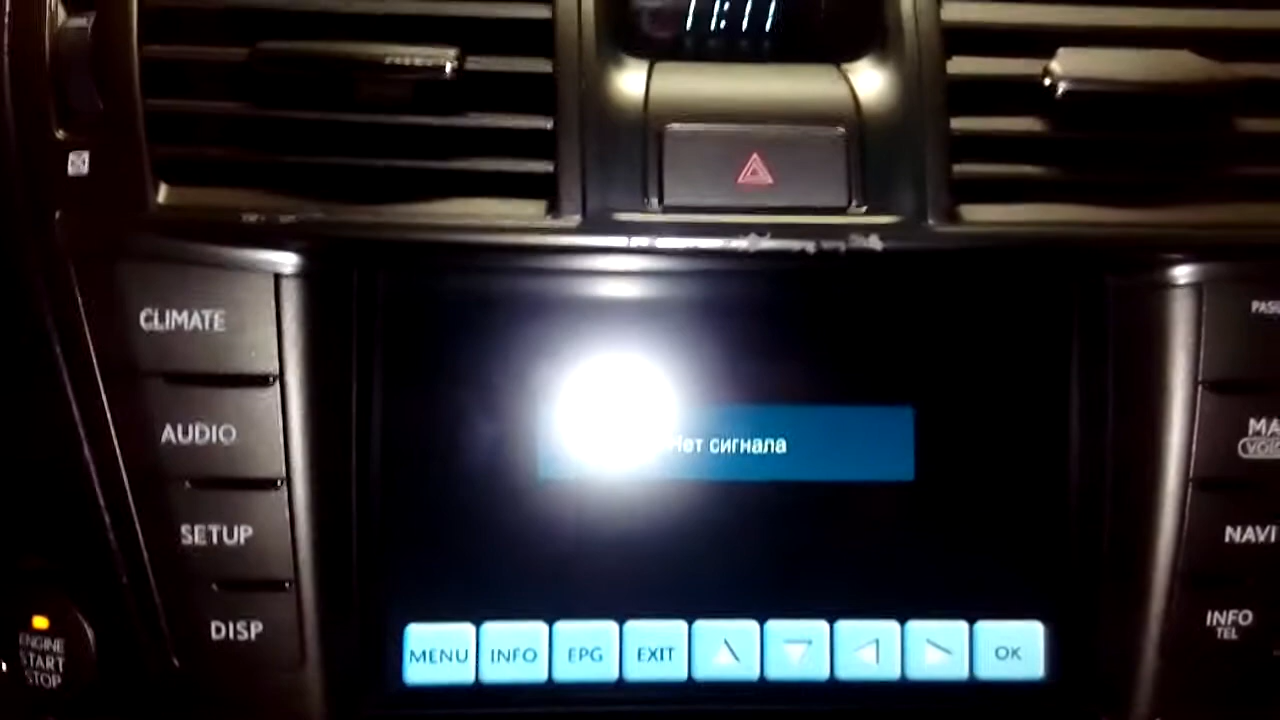 11:11
CLIMATE
AUDIO
SETUP
DISP
ENGINE
START
STOP
Нет сигнала
MENU INFO EPG EXIT OK
NAVI
INFO
TEL